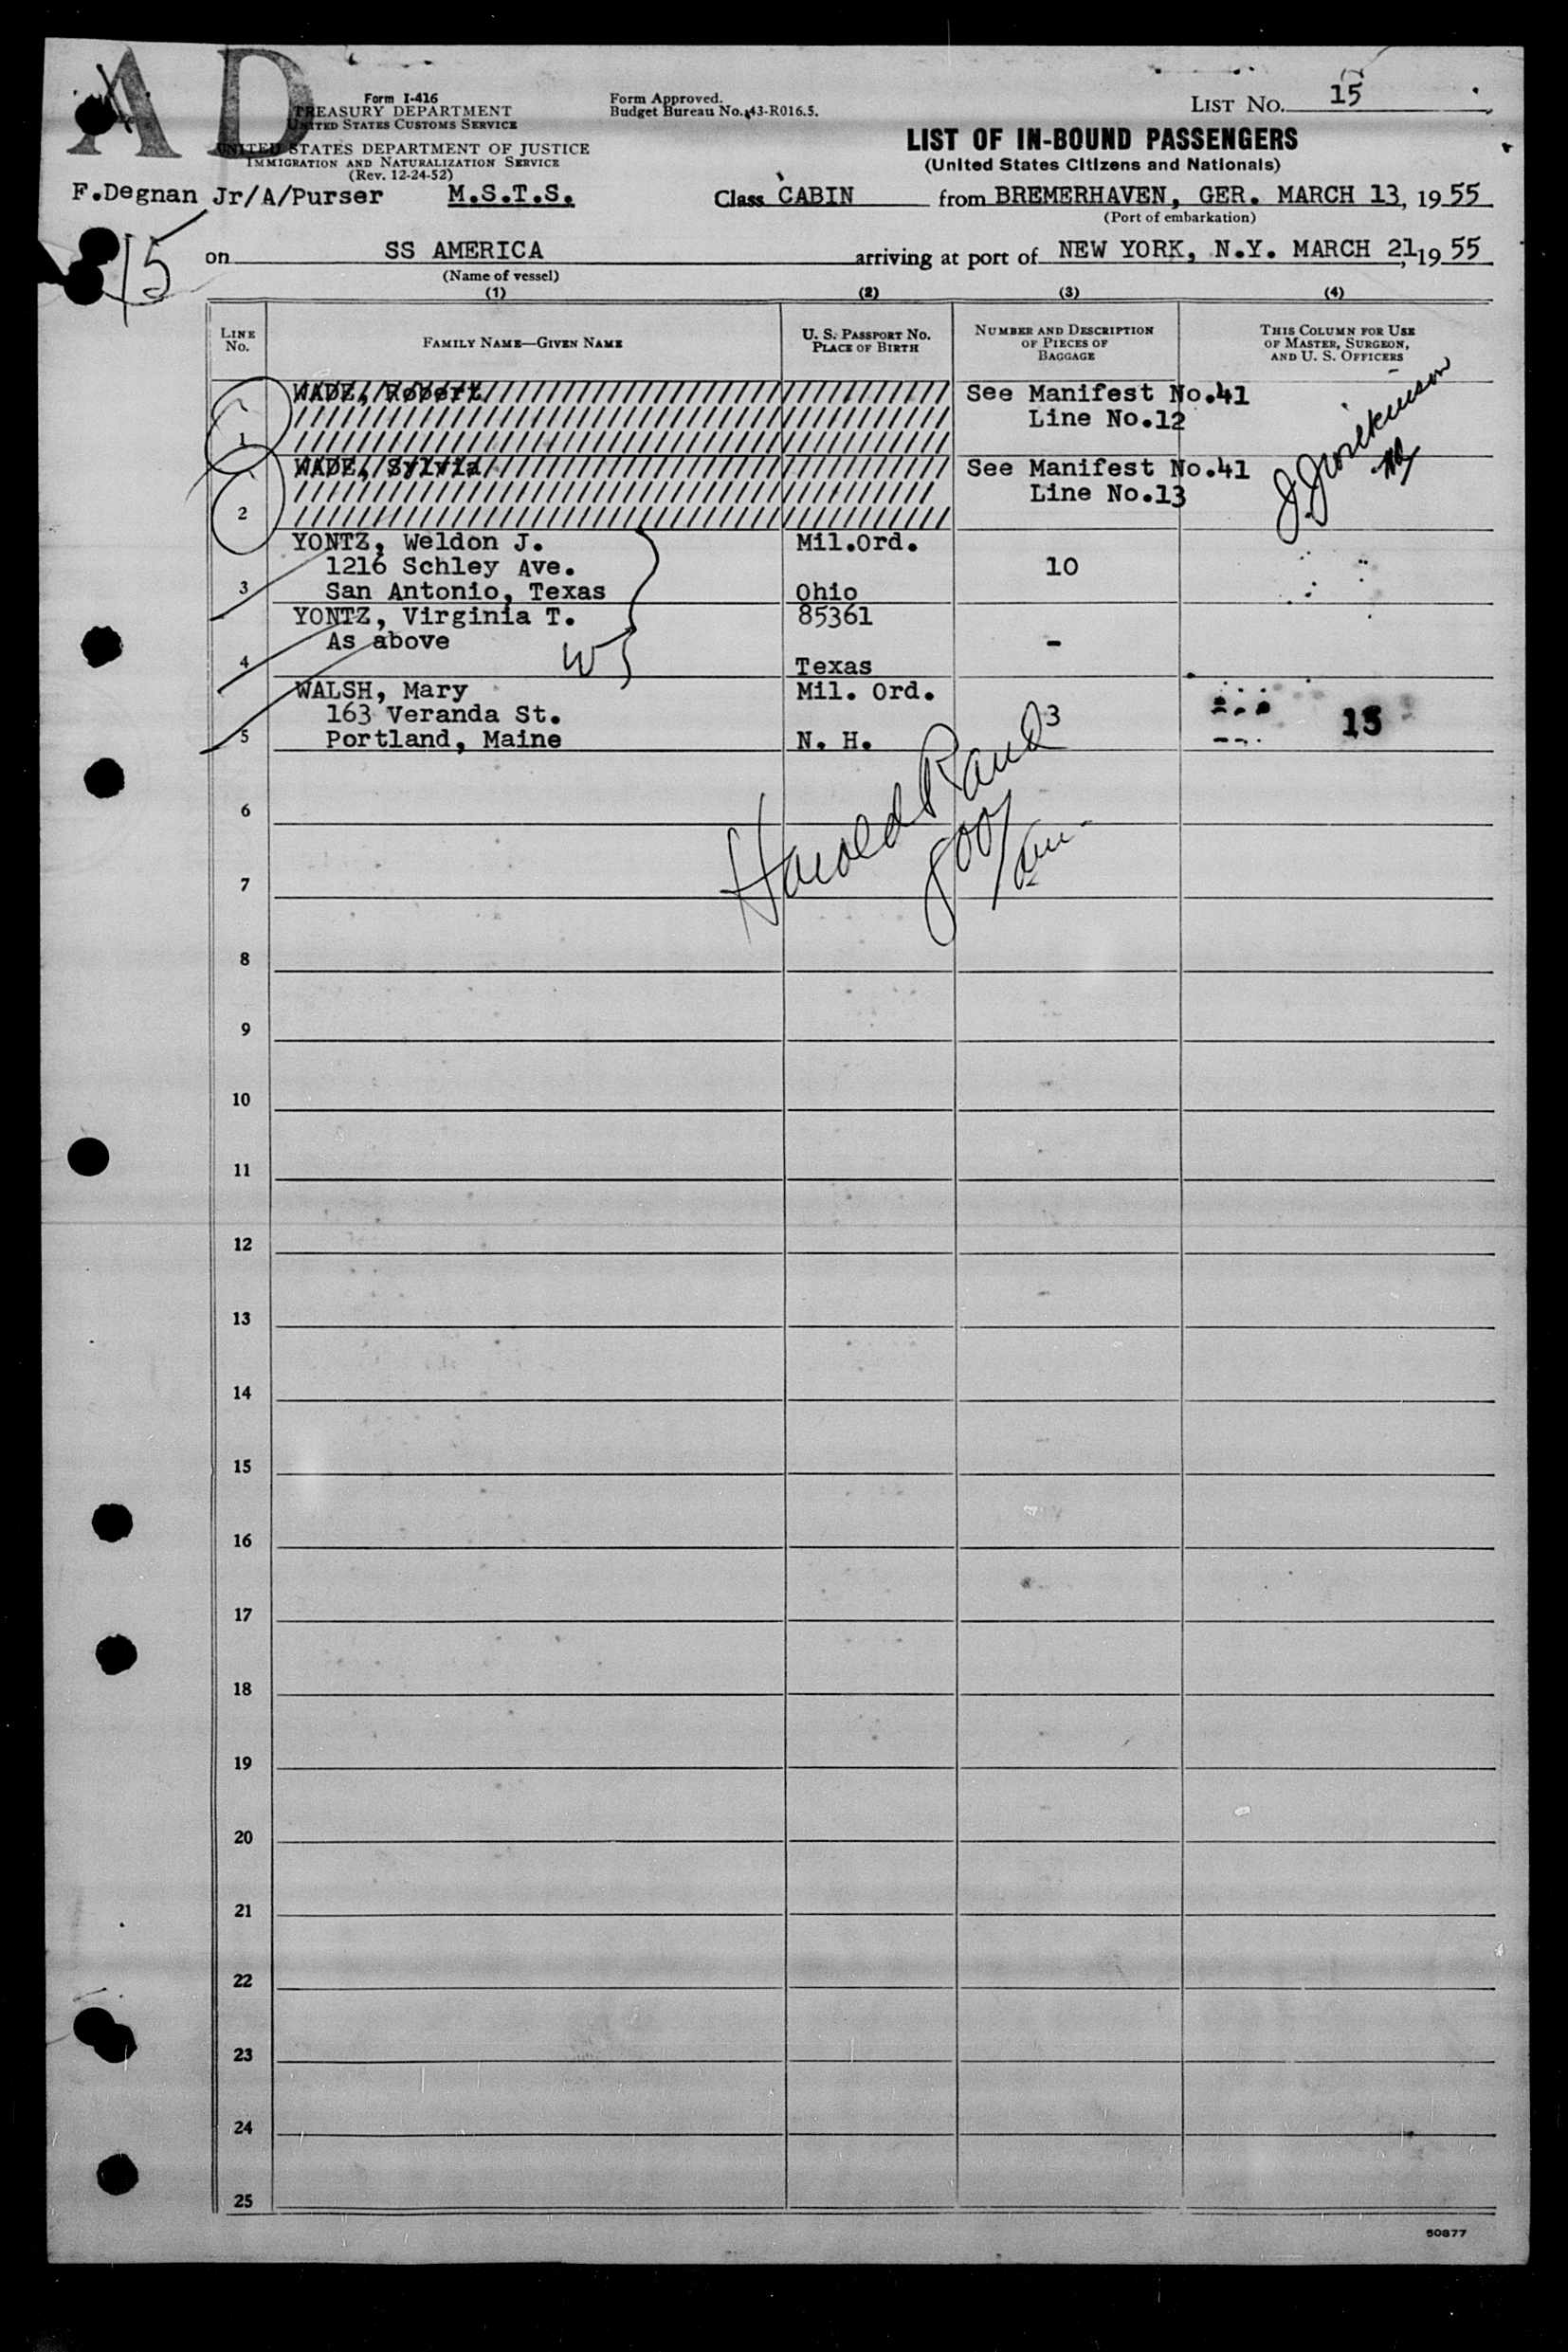 A D
Form I-416
TREASURY DEPARTMENT
UNITED STATES CUSTOMS SERVICE
UNITED STATES DEPARTMENT OF JUSTICE
IMMIGRATION AND NATURALIZATION SERVICE
(Rev. 12-24-52)
Form Approved.
Budget Bureau No. 43-R016.5.
LIST NO. 15
LIST OF IN-BOUND PASSENGERS
(United States Citizens and Nationals)
F.Degnan Jr/A/Purser M.S.T.S. Class CABIN from BREMERHAVEN, GER. MARCH 13, 1955
(Port of embarkation)
15
on SS AMERICA arriving at port of NEW YORK, N.Y. MARCH 21, 1955
(Name of vessel)
(1) (2) (3) (4)
LINE No. FAMILY NAME—GIVEN NAME U. S. PASSPORT NO. PLACE OF BIRTH NUMBER AND DESCRIPTION OF PIECES OF BAGGAGE THIS COLUMN FOR USE OF MASTER, SURGEON, AND U. S. OFFICERS
WADE, Robert See Manifest No.41
Line No.12
1
WADE, Sylvia See Manifest No.41
Line No.13
2
YONTZ, Weldon J. Mil.Ord.
1216 Schley Ave. 10
3 San Antonio, Texas Ohio
YONTZ, Virginia T. 85361
As above -
4 W Texas
WALSH, Mary Mil. Ord.
163 Veranda St. 3 15
5 Portland, Maine N. H.
Harold Rand
6
7
8
9
10
11
12
13
14
15
16
17
18
19
20
21
22
23
24
25
50877